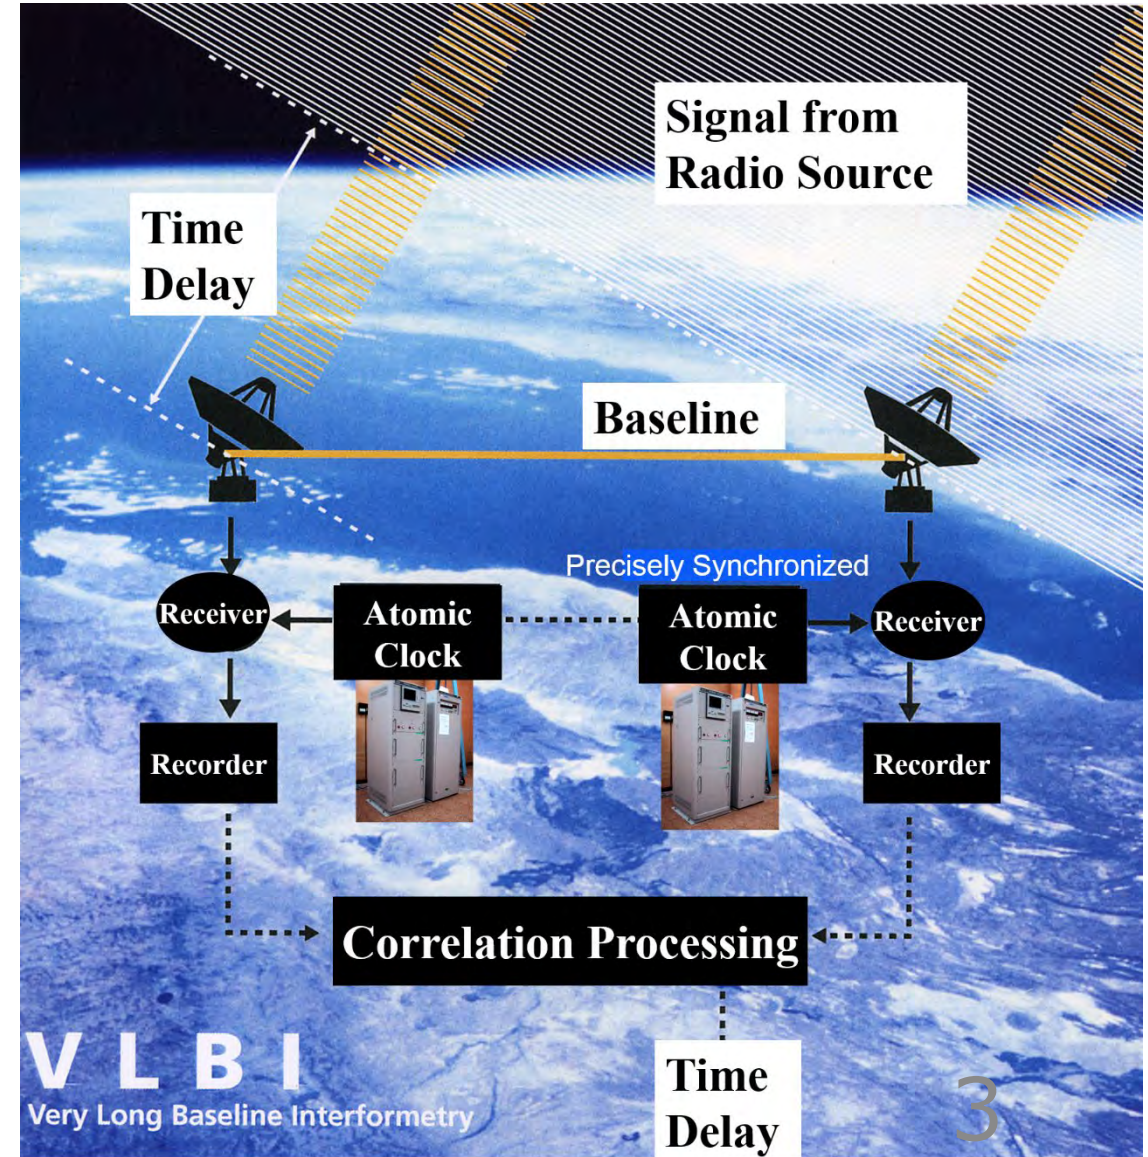 Signal from
Radio Source
Time
Delay
Baseline
Precisely Synchronized
Receiver
Atomic
Clock
Atomic
Clock
Receiver
Recorder
Recorder
Correlation Processing
VLBI
Very Long Baseline Interformetry
Time
Delay
3